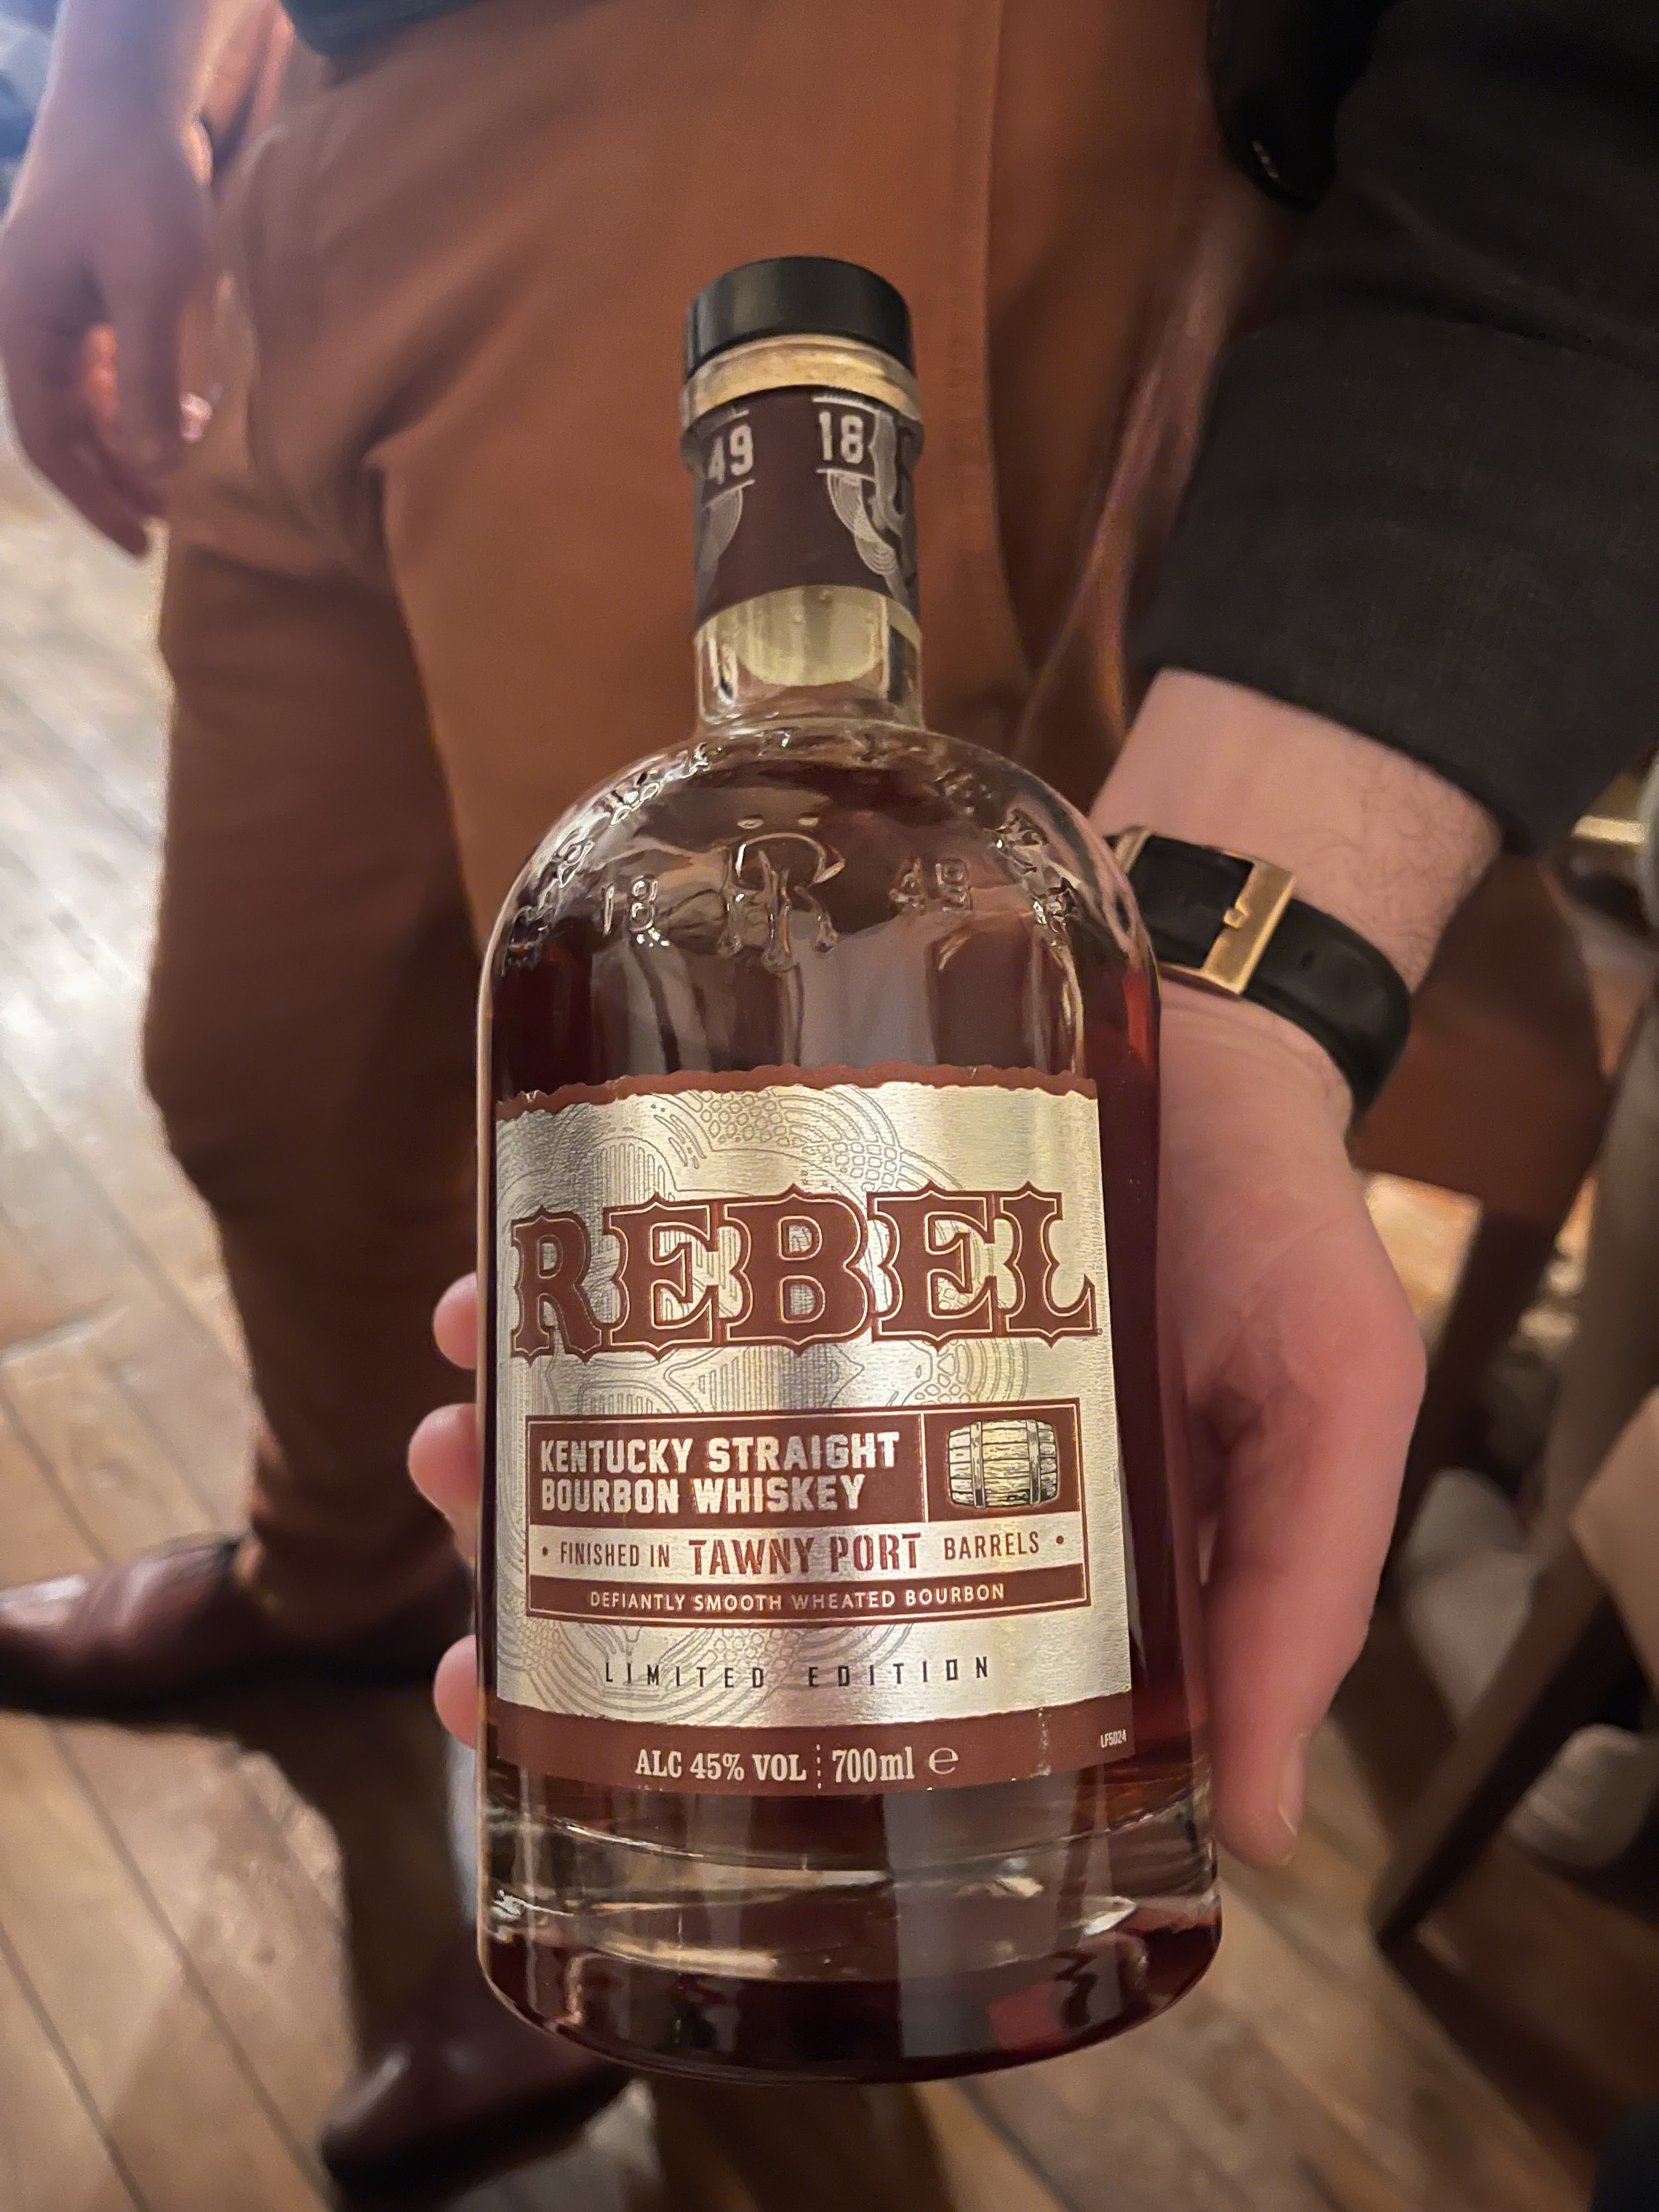 49 18
18 R 49
REBEL
KENTUCKY STRAIGHT
BOURBON WHISKEY
• FINISHED IN TAWNY PORT BARRELS •
DEFIANTLY SMOOTH WHEATED BOURBON
LIMITED EDITION
ALC 45% VOL 700ml ℮
LF5024